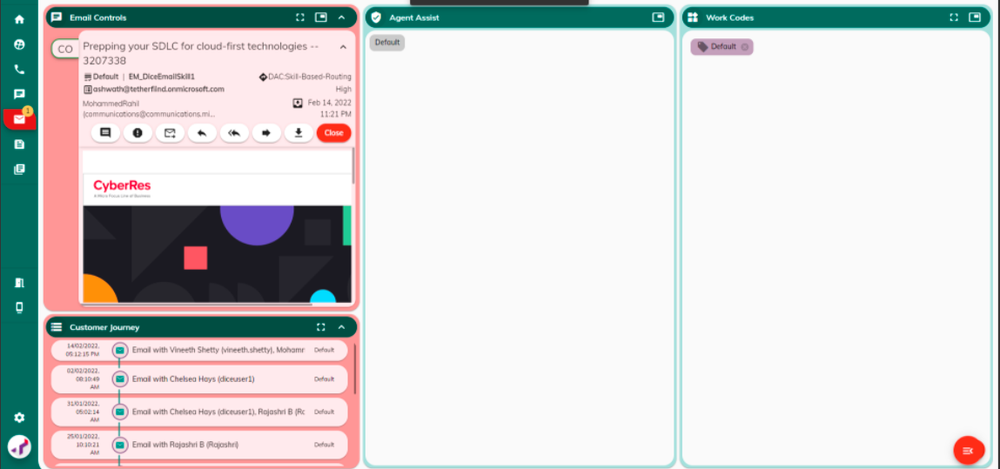 Email Controls
CO
Prepping your SDLC for cloud-first technologies --
3207338
Default | EM_DiceEmailSkill1
DAC:Skill-Based-Routing
ashwath@tetherfiind.onmicrosoft.com
High
MohammedRahil
Feb 14, 2022
(communications@communications.mi...
11:21 PM
Close
CyberRes
A Micro Focus Line of Business
1
Customer Journey
14/02/2022,
05:12:15 PM
Email with Vineeth Shetty (vineeth.shetty), Mohamr
Default
02/02/2022,
08:10:49
AM
Email with Chelsea Hays (diceuser1)
Default
31/01/2022,
05:02:14
AM
Email with Chelsea Hays (diceuser1), Rajashri B (Rc
Default
25/01/2022,
10:10:21
AM
Email with Rajashri B (Rajashri)
Default
Agent Assist
Default
Work Codes
Default